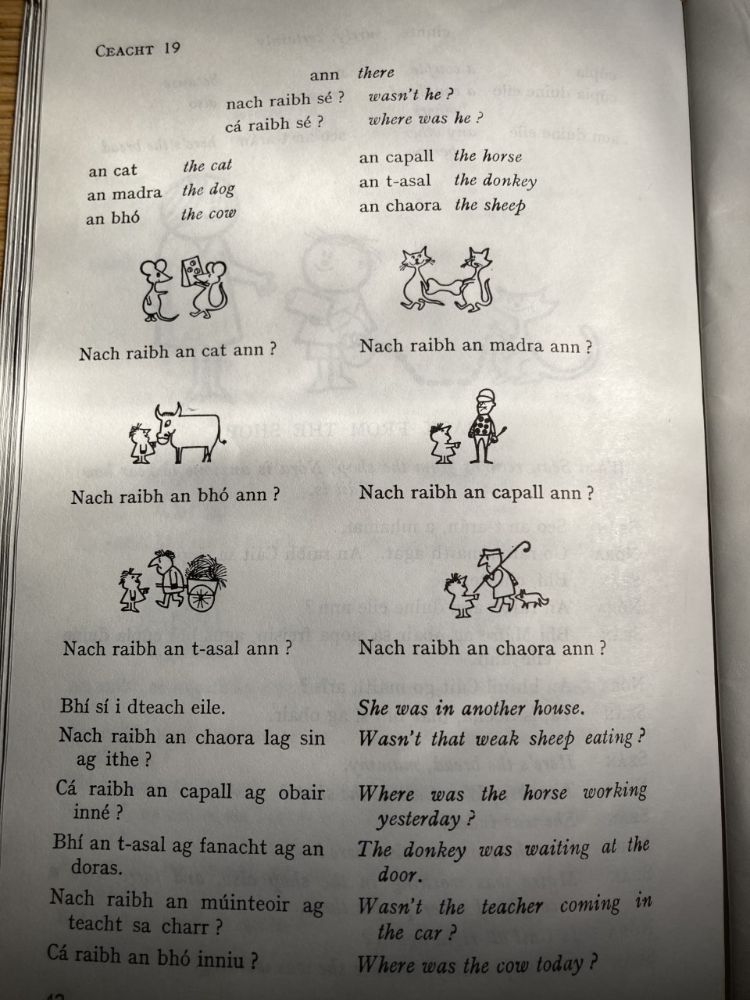 CEACHT 19
ann there
nach raibh sé ? wasn't he ?
cá raibh sé ? where was he ?
an cat the cat
an madra the dog
an bhó the cow
an capall the horse
an t-asal the donkey
an chaora the sheep
Nach raibh an cat ann ?
Nach raibh an madra ann ?
Nach raibh an bhó ann ?
Nach raibh an capall ann ?
Nach raibh an t-asal ann ?
Nach raibh an chaora ann ?
Bhí sí i dteach eile. She was in another house.
Nach raibh an chaora lag sin Wasn't that weak sheep eating ?
ag ithe ?
Cá raibh an capall ag obair Where was the horse working
inné ? yesterday ?
Bhí an t-asal ag fanacht ag an The donkey was waiting at the
doras. door.
Nach raibh an múinteoir ag Wasn't the teacher coming in
teacht sa charr ? the car ?
Cá raibh an bhó inniu ? Where was the cow today ?